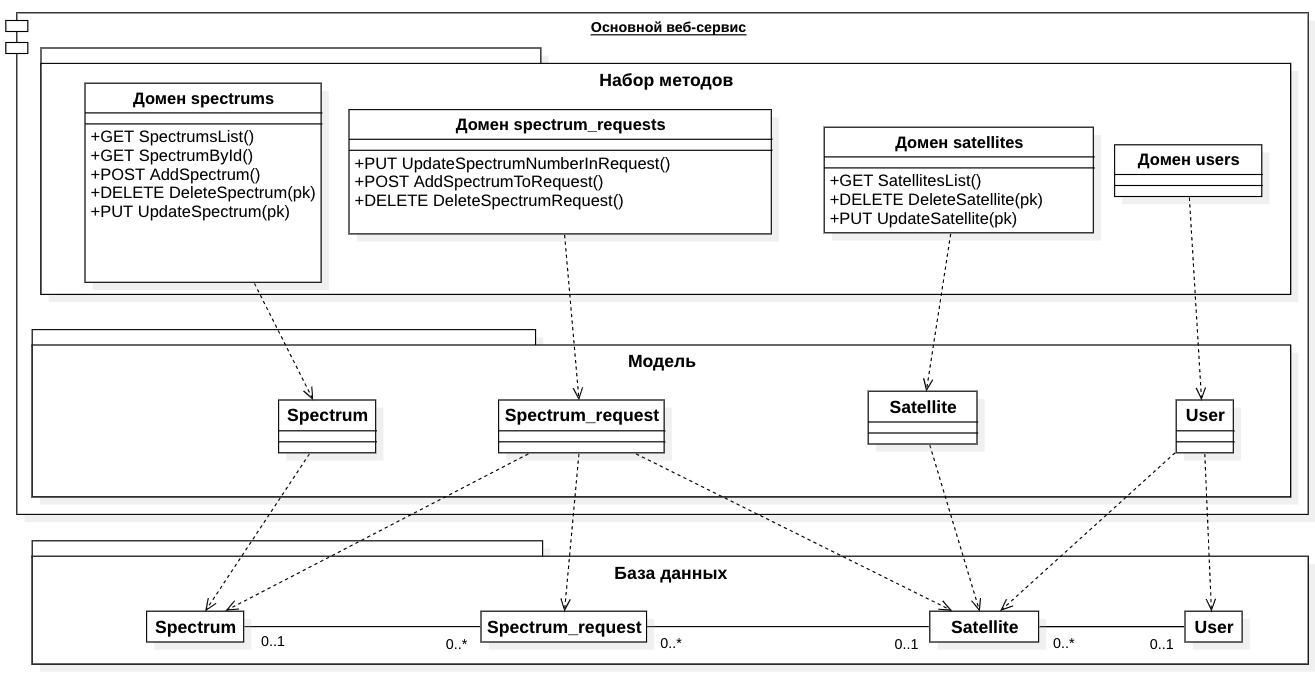 Основной веб-сервис
Набор методов
Домен spectrums
+GET SpectrumsList()
+GET SpectrumById()
+POST AddSpectrum()
+DELETE DeleteSpectrum(pk)
+PUT UpdateSpectrum(pk)
Домен spectrum_requests
+PUT UpdateSpectrumNumberInRequest()
+POST AddSpectrumToRequest()
+DELETE DeleteSpectrumRequest()
Домен satellites
+GET SatellitesList()
+DELETE DeleteSatellite(pk)
+PUT UpdateSatellite(pk)
Домен users
Модель
Spectrum
Spectrum_request
Satellite
User
База данных
Spectrum
0..1
0..*
Spectrum_request
0..*
0..1
Satellite
0..*
0..1
User